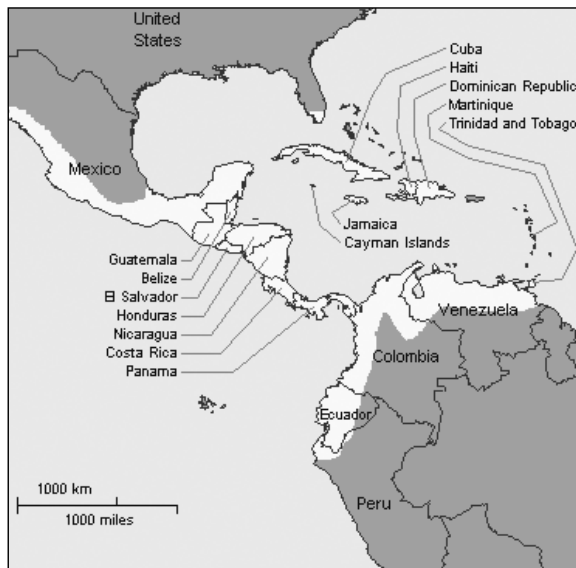 United
States
Cuba
Haiti
Dominican Republic
Martinique
Trinidad and Tobago
Mexico
Jamaica
Cayman Islands
Guatemala
Belize
El Salvador
Honduras
Nicaragua
Costa Rica
Panama
Venezuela
Colombia
Ecuador
Peru
1000 km
1000 miles